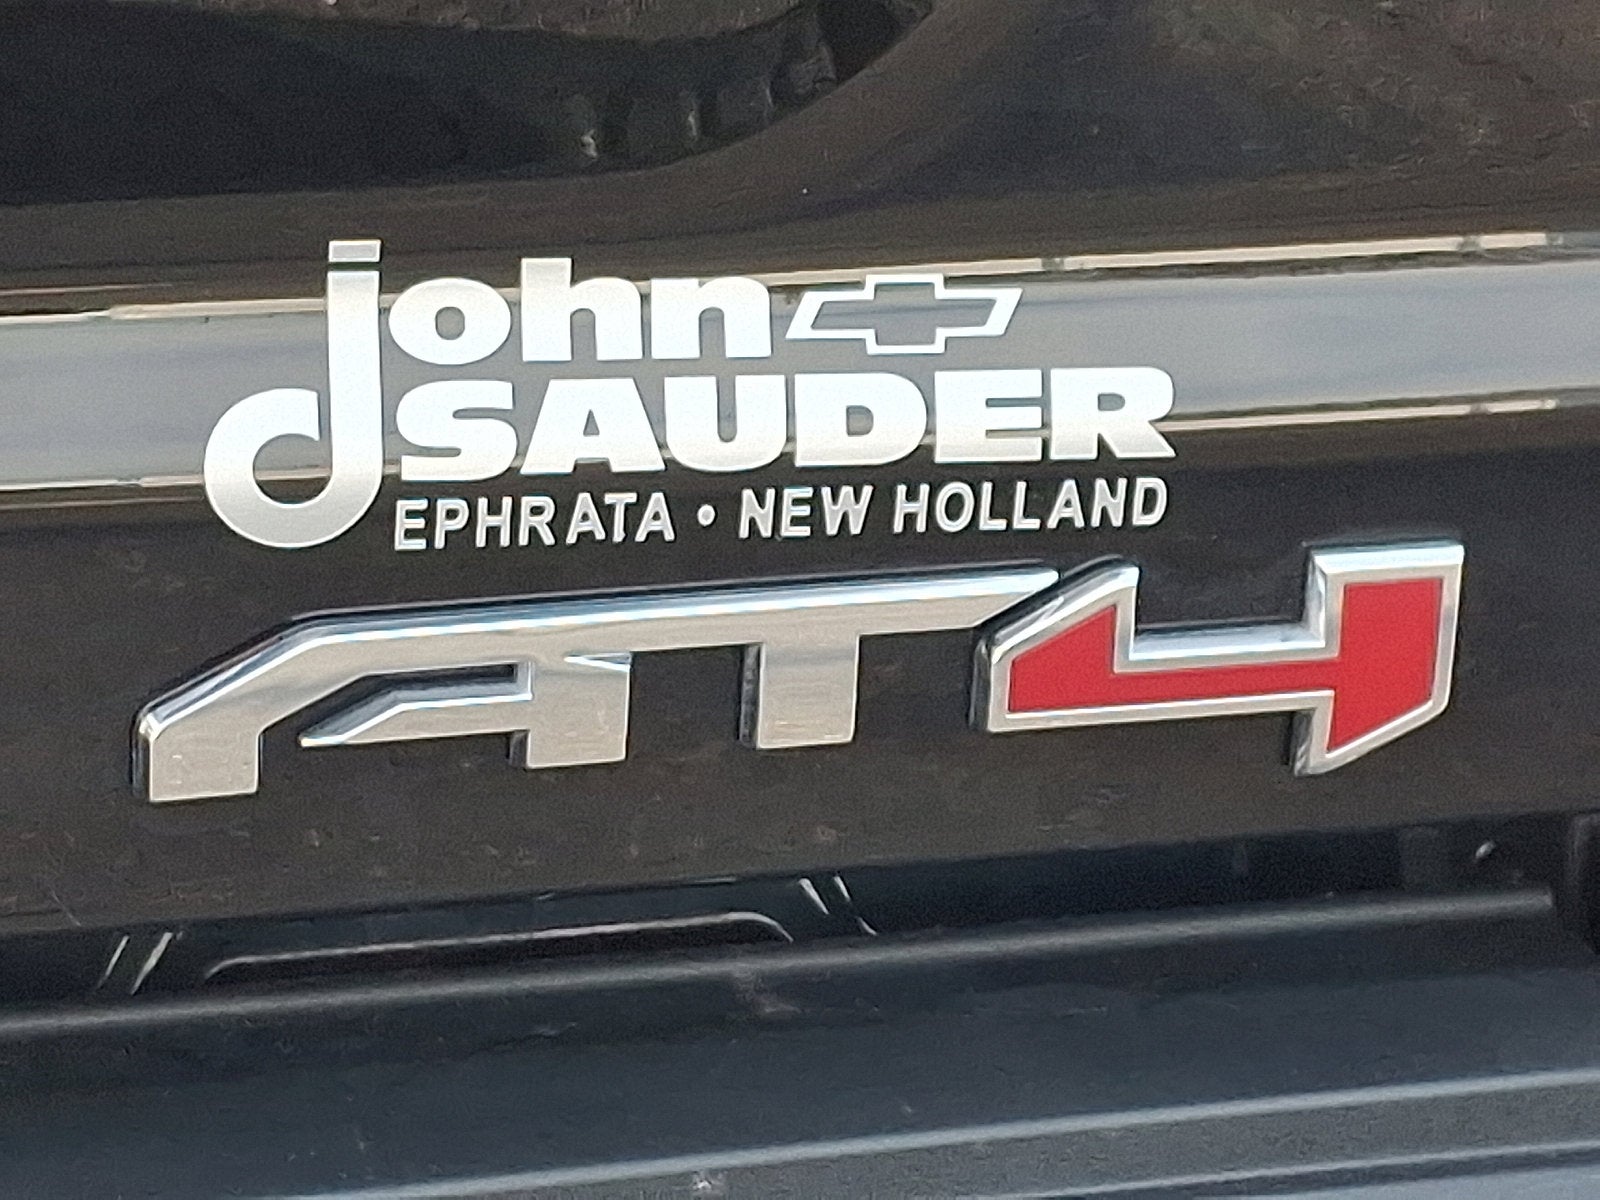 john
SAUDER
EPHRATA • NEW HOLLAND
AT4